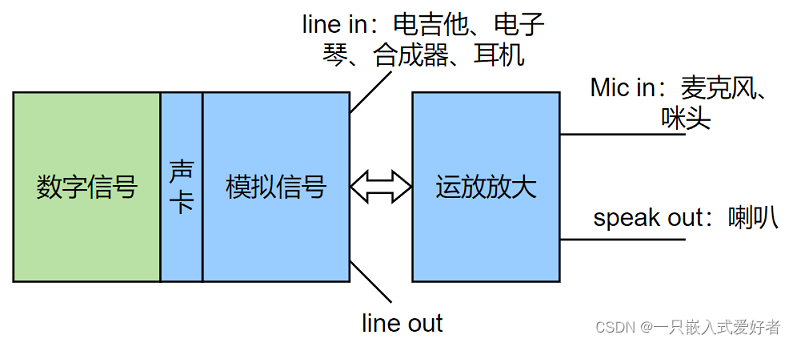 line in：电吉他、电子
琴、合成器、耳机
Mic in：麦克风、
咪头
数字信号
声
卡
模拟信号
运放放大
speak out：喇叭
line out
CSDN @一只嵌入式爱好者